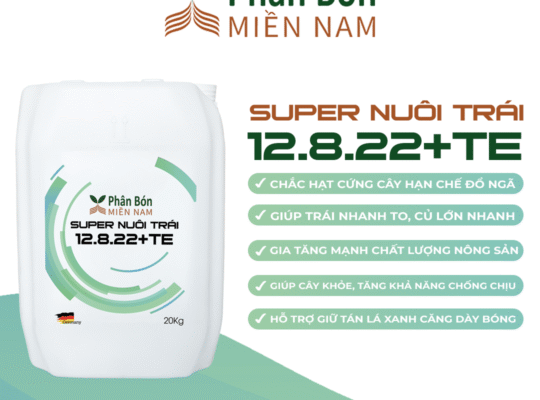 Phân Bón
MIỀN NAM
SUPER NUÔI TRÁI
12.8.22+TE
CHẮC HẠT CỨNG CÂY HẠN CHẾ ĐỔ NGÃ
GIÚP TRÁI NHANH TO, CỦ LỚN NHANH
GIA TĂNG MẠNH CHẤT LƯỢNG NÔNG SẢN
GIÚP CÂY KHỎE, TĂNG KHẢ NĂNG CHỐNG CHỊU
HỖ TRỢ GIỮ TÁN LÁ XANH CĂNG DÀY BÓNG
Phân Bón
MIỀN NAM
SUPER NUÔI TRÁI
12.8.22+TE
Germany
20Kg